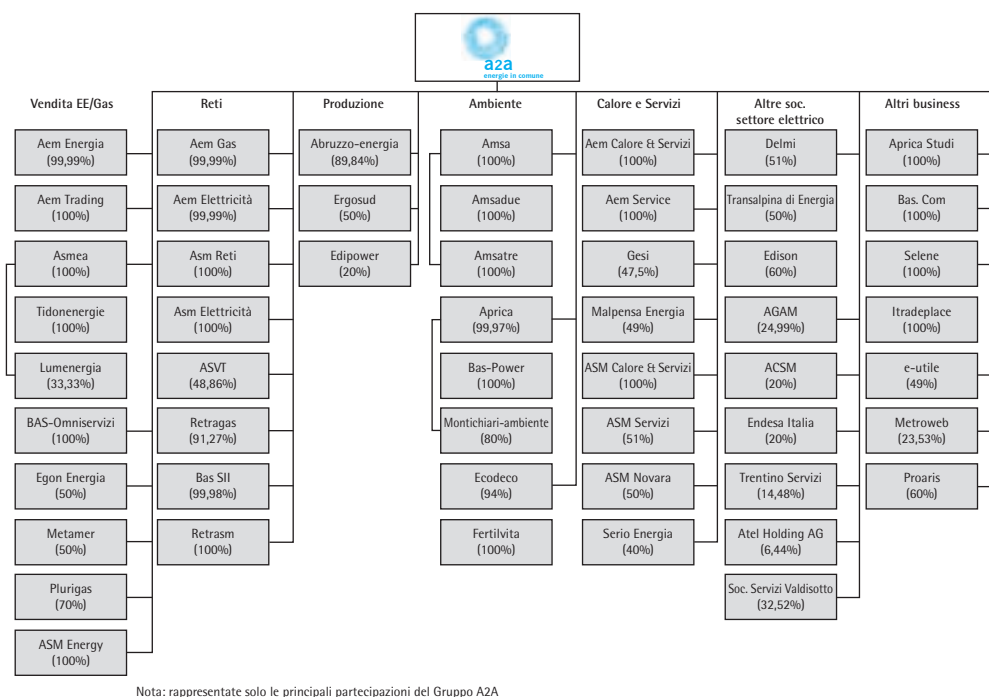 a2a
energie in comune
Vendita EE/Gas
Aem Energia
(99,99%)
Aem Trading
(100%)
Asmea
(100%)
Tidonenergie
(100%)
Lumenergia
(33,33%)
BAS-Omniservizi
(100%)
Egon Energia
(50%)
Metamer
(50%)
Plurigas
(70%)
ASM Energy
(100%)
Reti
Aem Gas
(99,99%)
Aem Elettricità
(99,99%)
Asm Reti
(100%)
Asm Elettricità
(100%)
ASVT
(48,86%)
Retragas
(91,27%)
Bas SII
(99,98%)
Retrasm
(100%)
Produzione
Abruzzo-energia
(89,84%)
Ergosud
(50%)
Edipower
(20%)
Ambiente
Amsa
(100%)
Amsadue
(100%)
Amsatre
(100%)
Aprica
(99,97%)
Bas-Power
(100%)
Montichiari-ambiente
(80%)
Ecodeco
(94%)
Fertilvita
(100%)
Calore e Servizi
Aem Calore & Servizi
(100%)
Aem Service
(100%)
Gesi
(47,5%)
Malpensa Energia
(49%)
ASM Calore & Servizi
(100%)
ASM Servizi
(51%)
ASM Novara
(50%)
Serio Energia
(40%)
Altre soc.
settore elettrico
Delmi
(51%)
Transalpina di Energia
(50%)
Edison
(60%)
AGAM
(24,99%)
ACSM
(20%)
Endesa Italia
(20%)
Trentino Servizi
(14,48%)
Atel Holding AG
(6,44%)
Soc. Servizi Valdisotto
(32,52%)
Altri business
Aprica Studi
(100%)
Bas. Com
(100%)
Selene
(100%)
Itradeplace
(100%)
e-utile
(49%)
Metroweb
(23,53%)
Proaris
(60%)
Nota: rappresentate solo le principali partecipazioni del Gruppo A2A